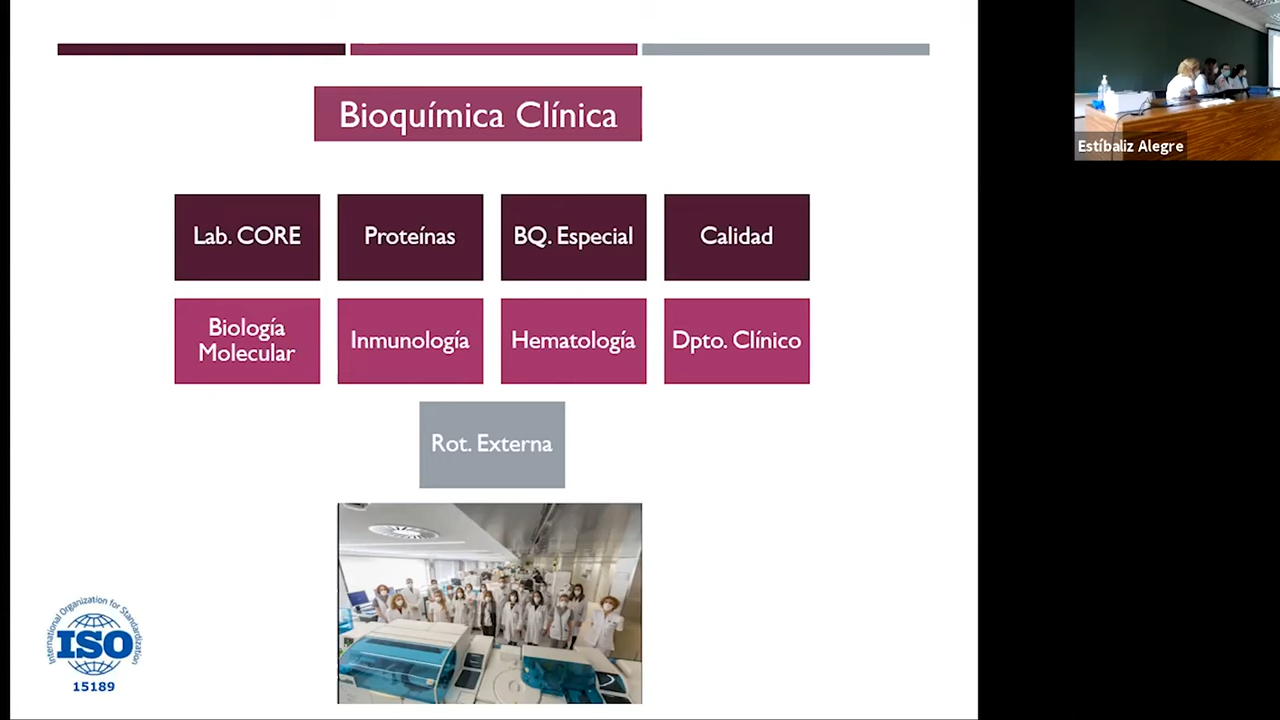 Bioquímica Clínica
Lab. CORE
Proteínas
BQ. Especial
Calidad
Biología
Molecular
Inmunología
Hematología
Dpto. Clínico
Rot. Externa
International Organization for Standardization
ISO
15189
Estíbaliz Alegre